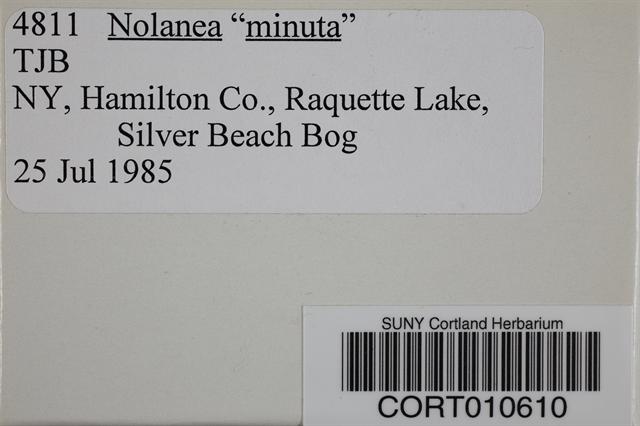 4811 Nolanea “minuta”
TJB
NY, Hamilton Co., Raquette Lake,
Silver Beach Bog
25 Jul 1985
SUNY Cortland Herbarium
CORT010610